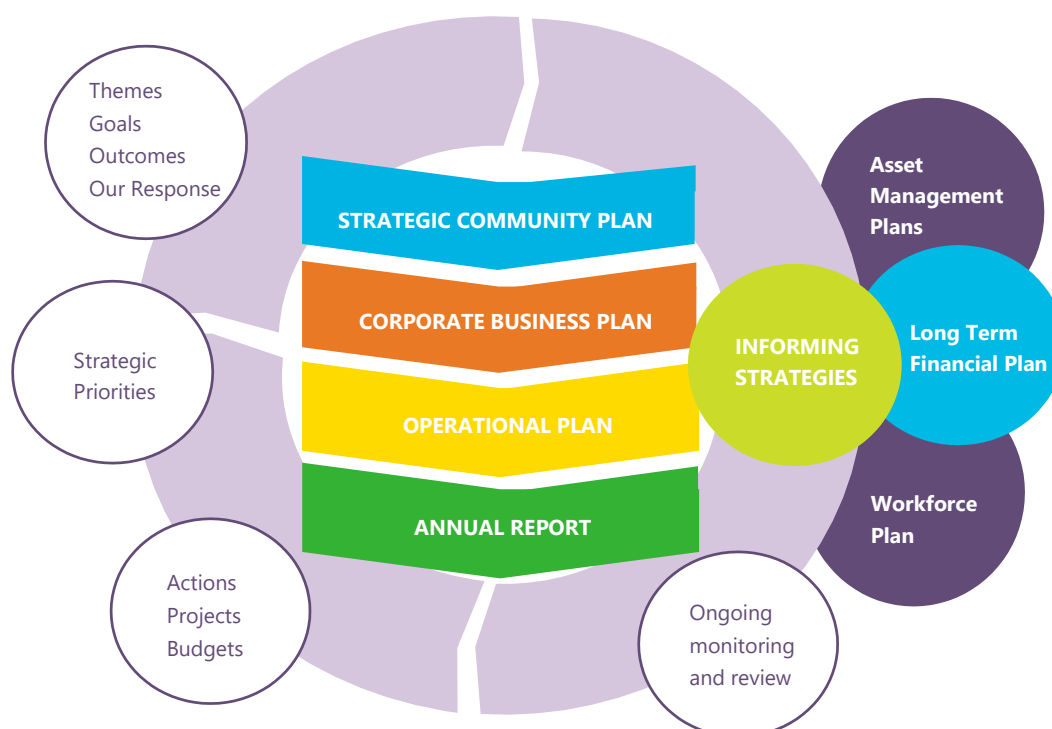 Themes
Goals
Outcomes
Our Response
Strategic
Priorities
Actions
Projects
Budgets
STRATEGIC COMMUNITY PLAN
CORPORATE BUSINESS PLAN
OPERATIONAL PLAN
ANNUAL REPORT
INFORMING
STRATEGIES
Asset
Management
Plans
Long Term
Financial Plan
Workforce
Plan
Ongoing
monitoring
and review